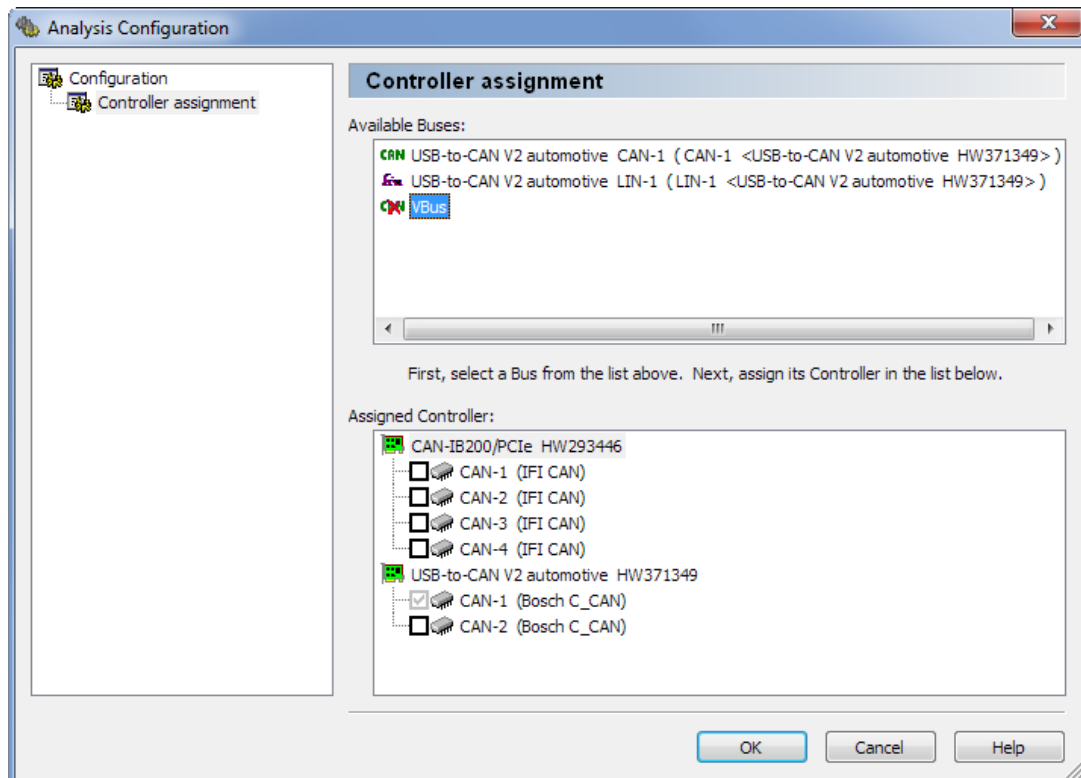 Analysis Configuration
Configuration
Controller assignment
Controller assignment
Available Buses:
CAN USB-to-CAN V2 automotive CAN-1 ( CAN-1 <USB-to-CAN V2 automotive HW371349> )
USB-to-CAN V2 automotive LIN-1 ( LIN-1 <USB-to-CAN V2 automotive HW371349> )
VBus
First, select a Bus from the list above. Next, assign its Controller in the list below.
Assigned Controller:
CAN-IB200/PCIe HW293446
CAN-1 (IFI CAN)
CAN-2 (IFI CAN)
CAN-3 (IFI CAN)
CAN-4 (IFI CAN)
USB-to-CAN V2 automotive HW371349
CAN-1 (Bosch C_CAN)
CAN-2 (Bosch C_CAN)
OK Cancel Help